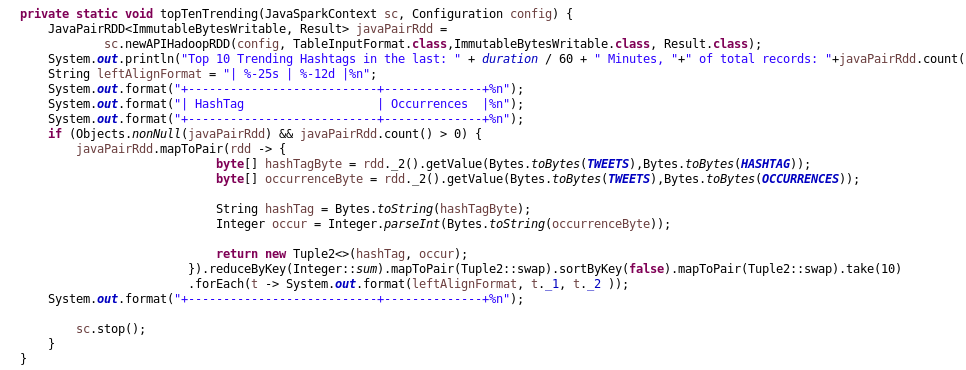 private static void topTenTrending(JavaSparkContext sc, Configuration config) {
    JavaPairRDD<ImmutableBytesWritable, Result> javaPairRdd =
            sc.newAPIHadoopRDD(config, TableInputFormat.class,ImmutableBytesWritable.class, Result.class);
    System.out.println("Top 10 Trending Hashtags in the last: " + duration / 60 + " Minutes, "+" of total records: "+javaPairRdd.count(
    String leftAlignFormat = "| %-25s | %-12d |%n";
    System.out.format("+---------------------------+--------------+%n");
    System.out.format("| HashTag                   | Occurrences  |%n");
    System.out.format("+---------------------------+--------------+%n");
    if (Objects.nonNull(javaPairRdd) && javaPairRdd.count() > 0) {
        javaPairRdd.mapToPair(rdd -> {
                            byte[] hashTagByte = rdd._2().getValue(Bytes.toBytes(TWEETS),Bytes.toBytes(HASHTAG));
                            byte[] occurrenceByte = rdd._2().getValue(Bytes.toBytes(TWEETS),Bytes.toBytes(OCCURRENCES));
                            String hashTag = Bytes.toString(hashTagByte);
                            Integer occur = Integer.parseInt(Bytes.toString(occurrenceByte));
                            return new Tuple2<>(hashTag, occur);
                        }).reduceByKey(Integer::sum).mapToPair(Tuple2::swap).sortByKey(false).mapToPair(Tuple2::swap).take(10)
                        .forEach(t -> System.out.format(leftAlignFormat, t._1, t._2 ));
    System.out.format("+---------------------------+--------------+%n");
        sc.stop();
    }
}